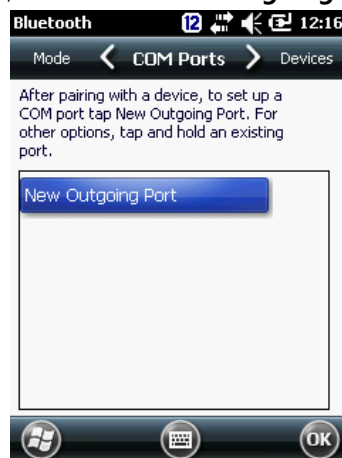 Bluetooth 12 12:16
Mode COM Ports Devices
After pairing with a device, to set up a
COM port tap New Outgoing Port. For
other options, tap and hold an existing
port.
New Outgoing Port
OK